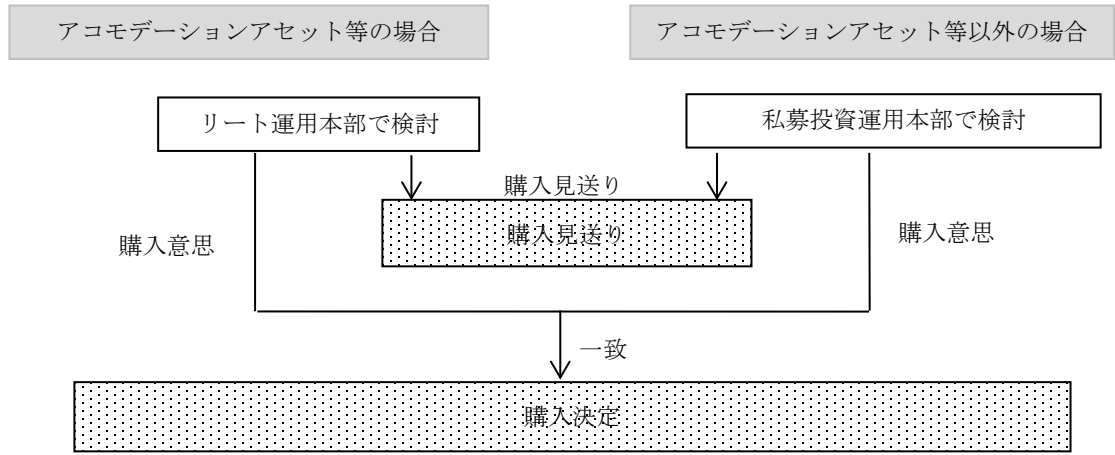 アコモデーションアセット等の場合
アコモデーションアセット等以外の場合
リート運用本部で検討
私募投資運用本部で検討
購入見送り
購入見送り
購入意思
購入意思
一致
購入決定